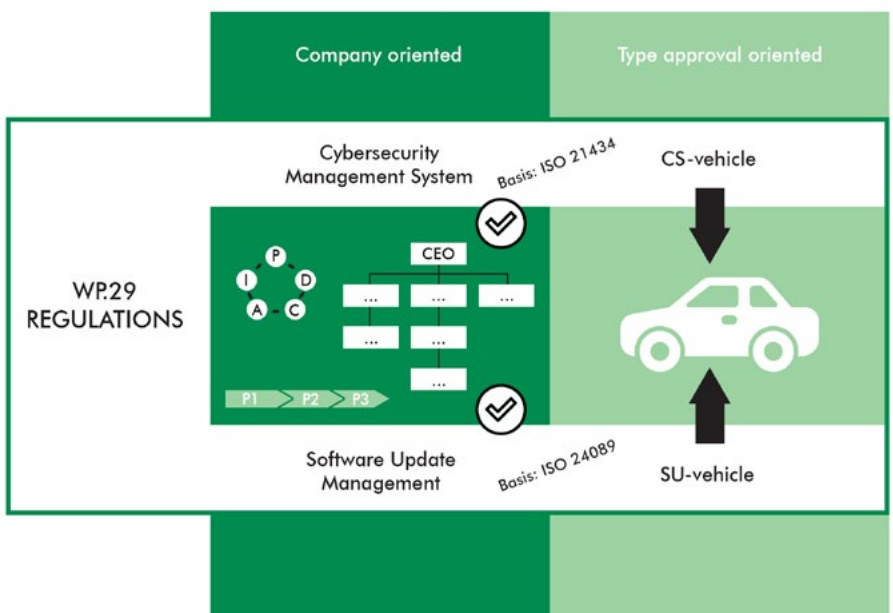 Company oriented
Type approval oriented
Cybersecurity
Management System
Basis: ISO 21434
CS-vehicle
WP.29
REGULATIONS
P
I
D
A
C
CEO
...
...
...
...
...
...
P1
P2
P3
Software Update
Management
Basis: ISO 24089
SU-vehicle